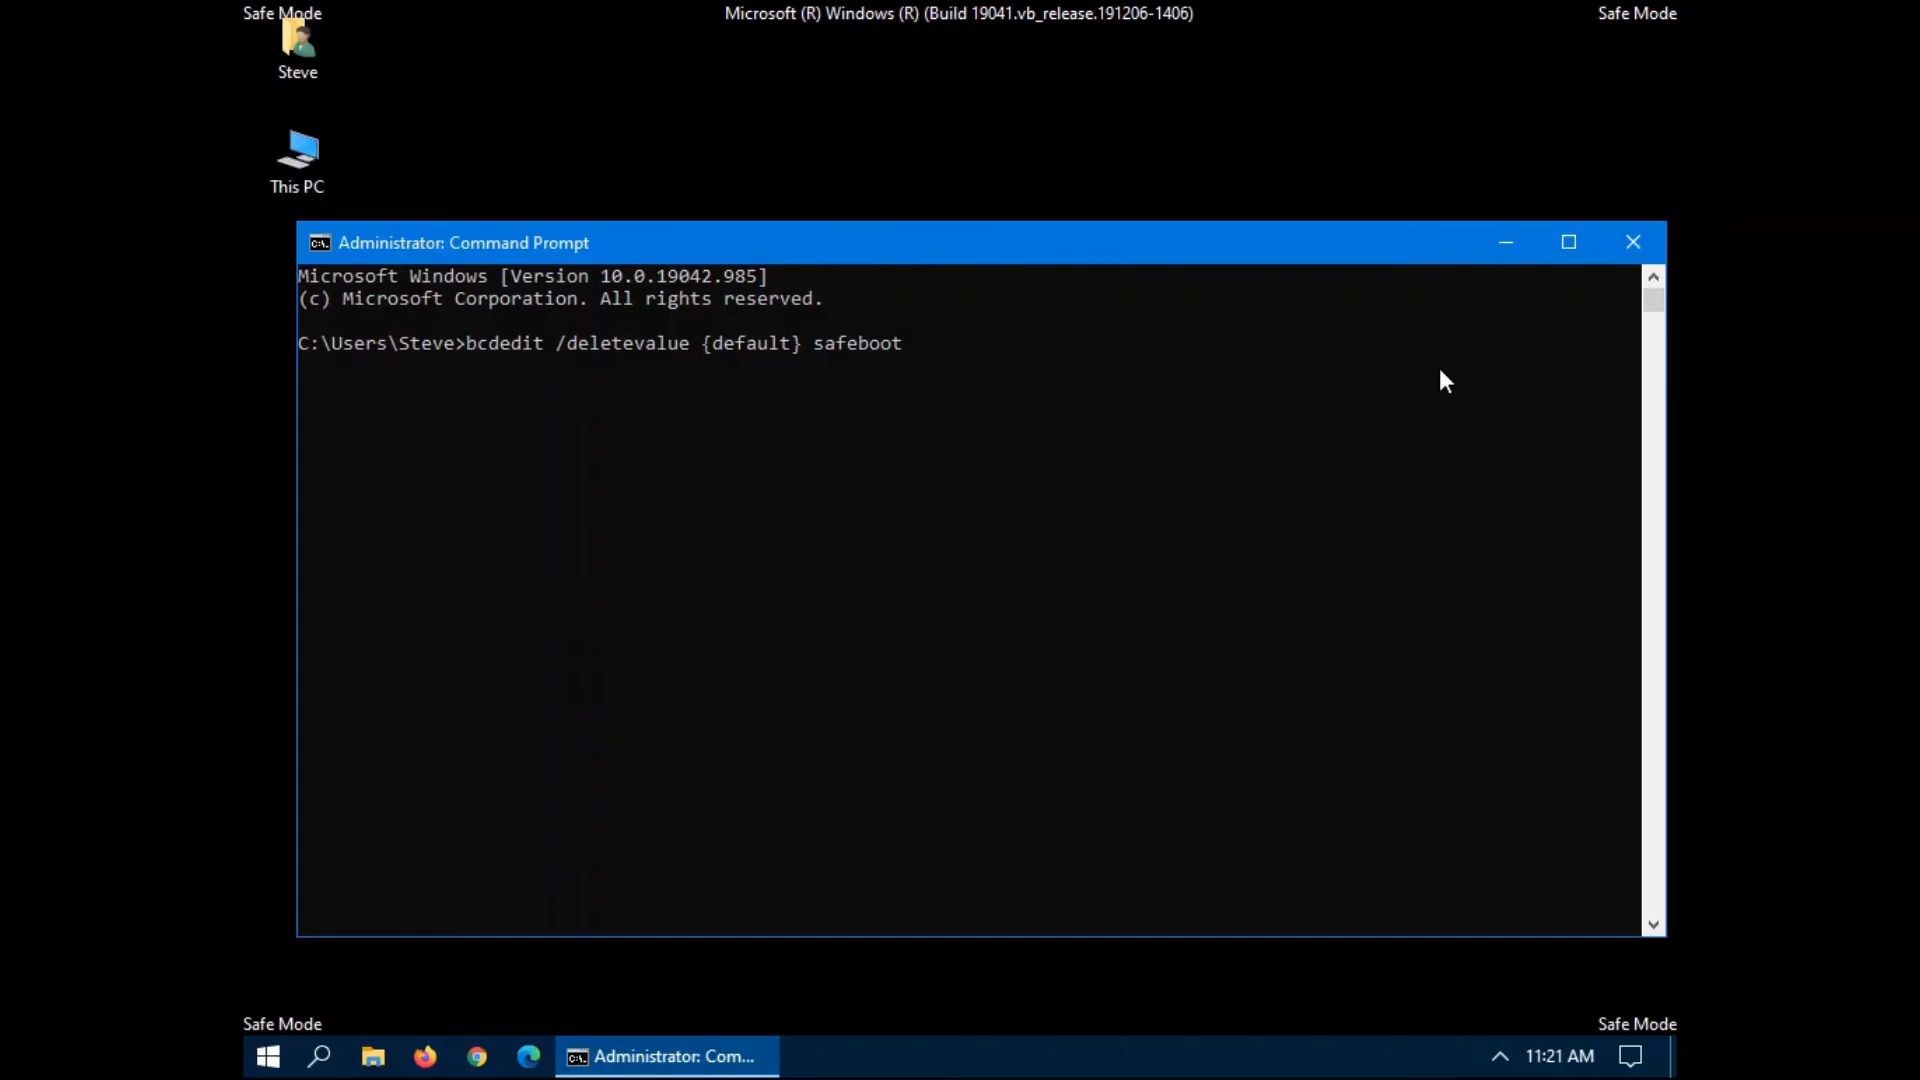 Safe Mode
Microsoft (R) Windows (R) (Build 19041.vb_release.191206-1406)
Safe Mode
Steve
This PC
Administrator: Command Prompt
Microsoft Windows [Version 10.0.19042.985]
(c) Microsoft Corporation. All rights reserved.
C:\Users\Steve>bcdedit /deletevalue {default} safeboot
Safe Mode
Safe Mode
Administrator: Com...
11:21 AM